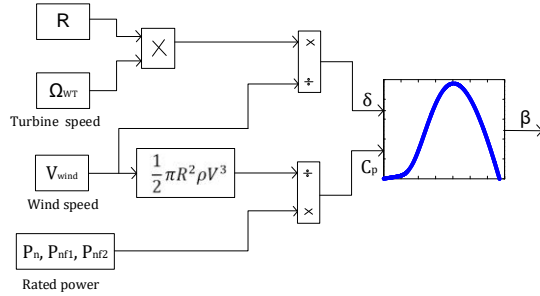 R
×
Ω_WT
Turbine speed
×
÷
δ
V_wind
Wind speed
1/2 πR²ρV³
÷
×
C_p
β
P_n, P_nf1, P_nf2
Rated power